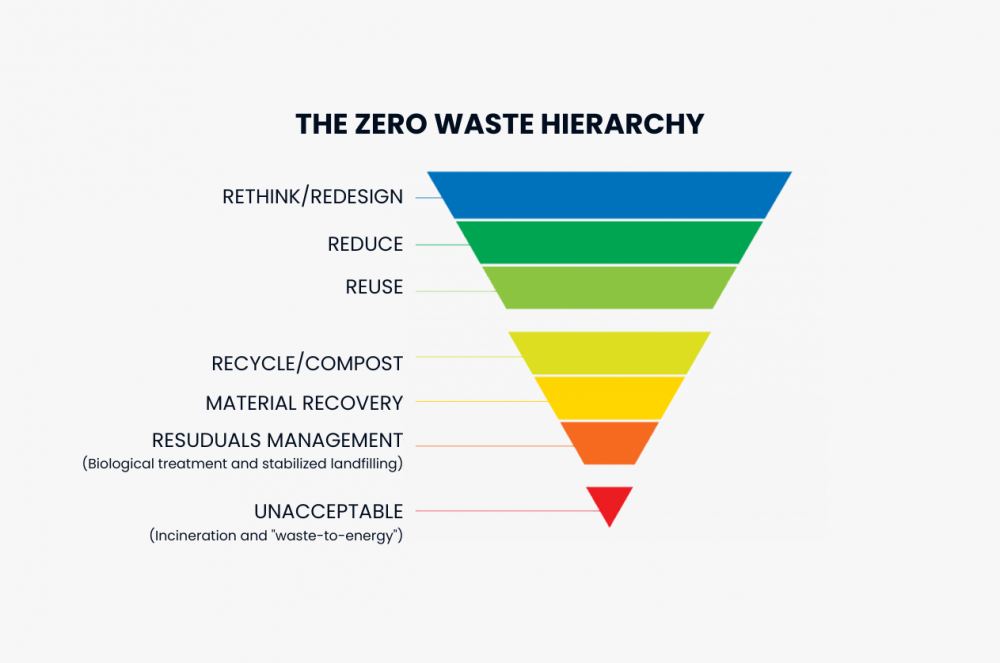 THE ZERO WASTE HIERARCHY
RETHINK/REDESIGN
REDUCE
REUSE
RECYCLE/COMPOST
MATERIAL RECOVERY
RESUDUALS MANAGEMENT
(Biological treatment and stabilized landfilling)
UNACCEPTABLE
(Incineration and "waste-to-energy")